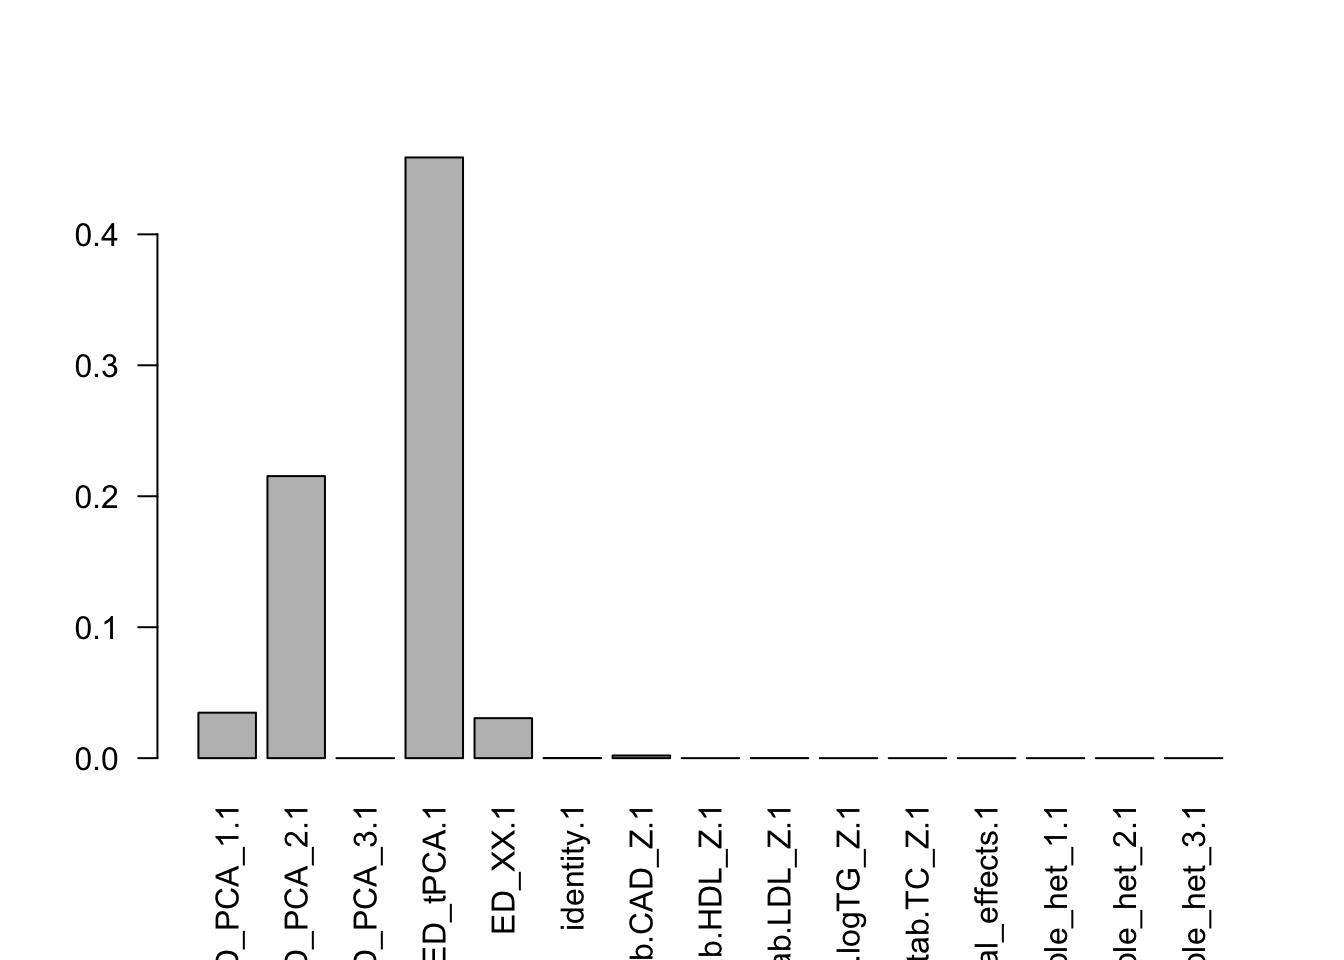 0.4
0.3
0.2
0.1
0.0
D_PCA_1.1
D_PCA_2.1
D_PCA_3.1
ED_tPCA.1
ED_XX.1
identity.1
b.CAD_Z.1
b.HDL_Z.1
ab.LDL_Z.1
.logTG_Z.1
tab.TC_Z.1
al_effects.1
ple_het_1.1
ple_het_2.1
ple_het_3.1